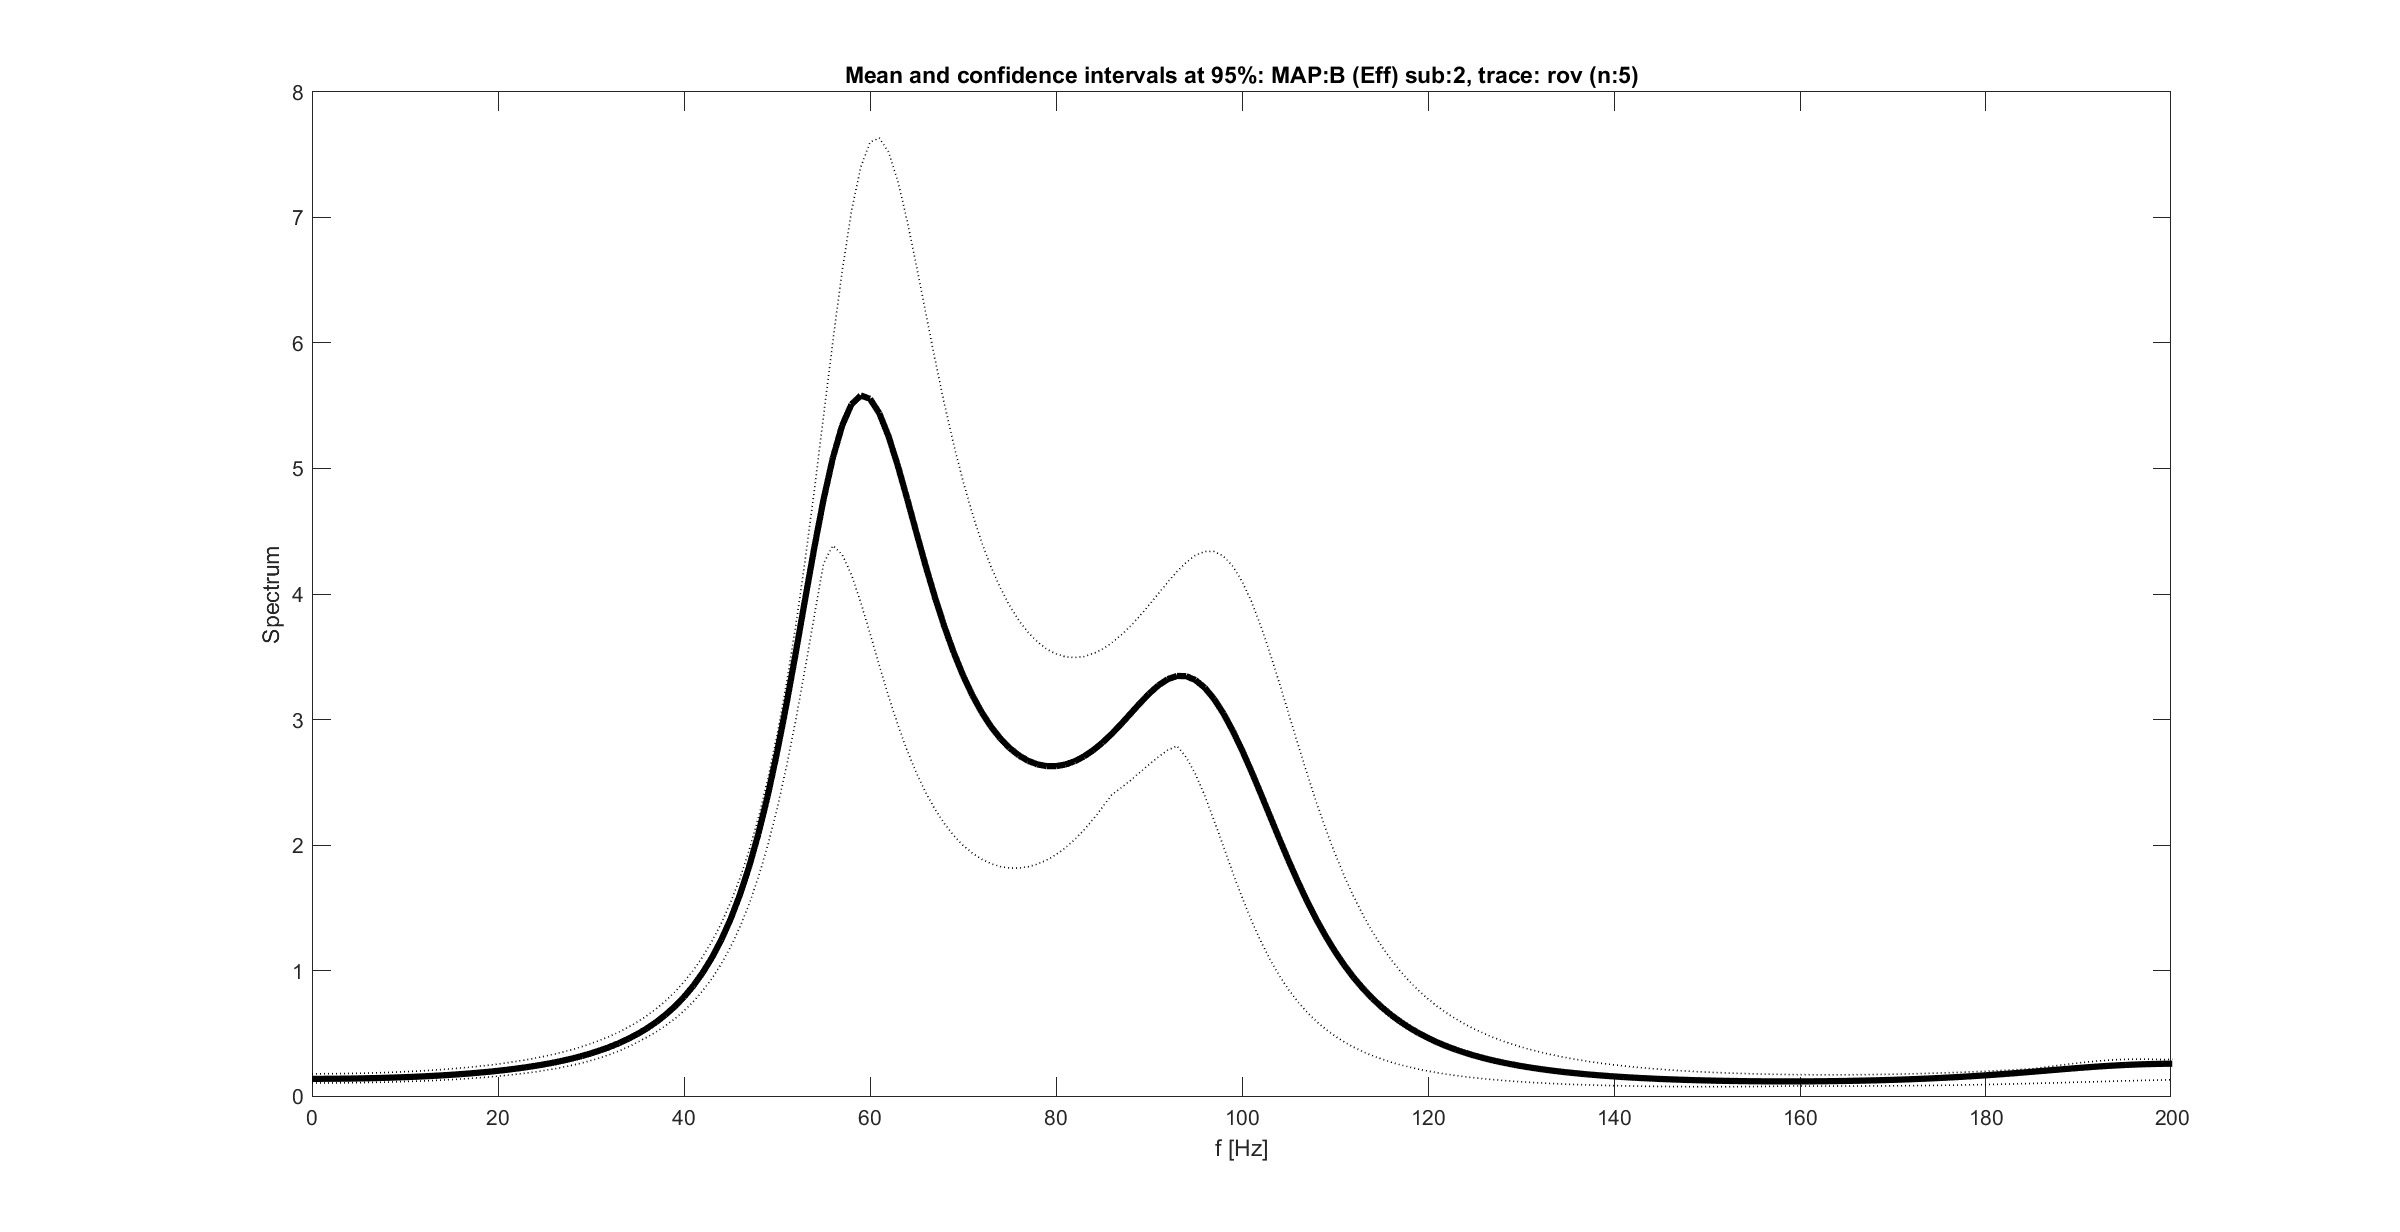 Mean and confidence intervals at 95%: MAP:B (Eff) sub:2, trace: rov (n:5)
8
7
6
5
4
3
2
1
0
Spectrum
0 20 40 60 80 100 120 140 160 180 200
f [Hz]